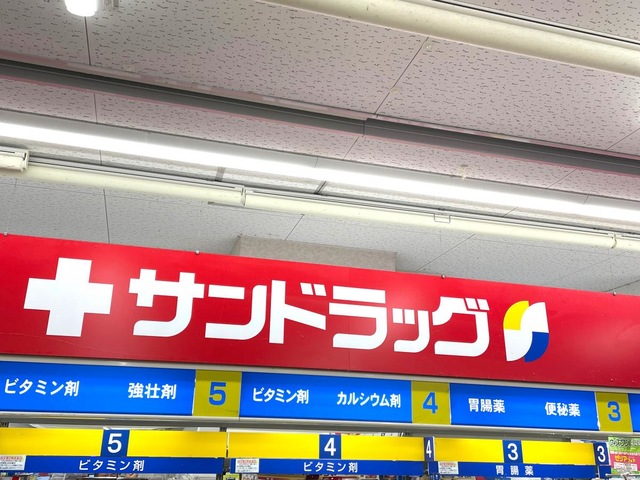 サンドラッグ
ビタミン剤 強壮剤 5 ビタミン剤 カルシウム剤 4 胃腸薬 便秘薬 3
5 4 4 3 3
ビタミン剤 ビタミン剤 胃腸薬